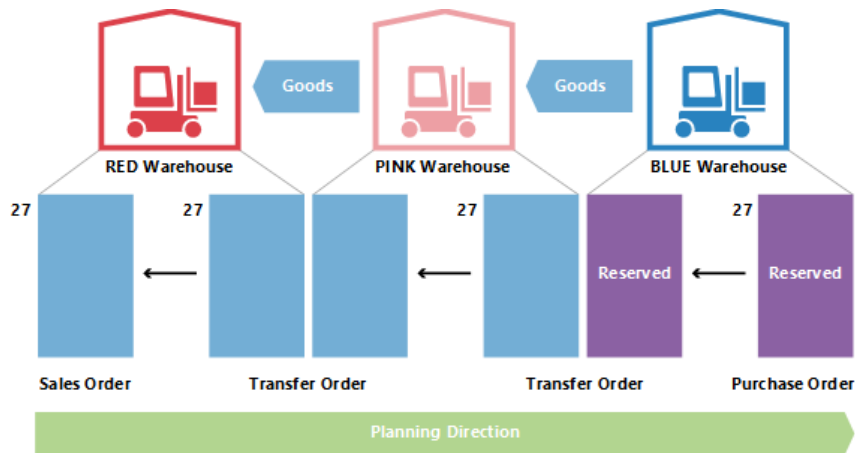 Goods
Goods
RED Warehouse
PINK Warehouse
BLUE Warehouse
27
27
27
27
Reserved
Reserved
Sales Order
Transfer Order
Transfer Order
Purchase Order
Planning Direction